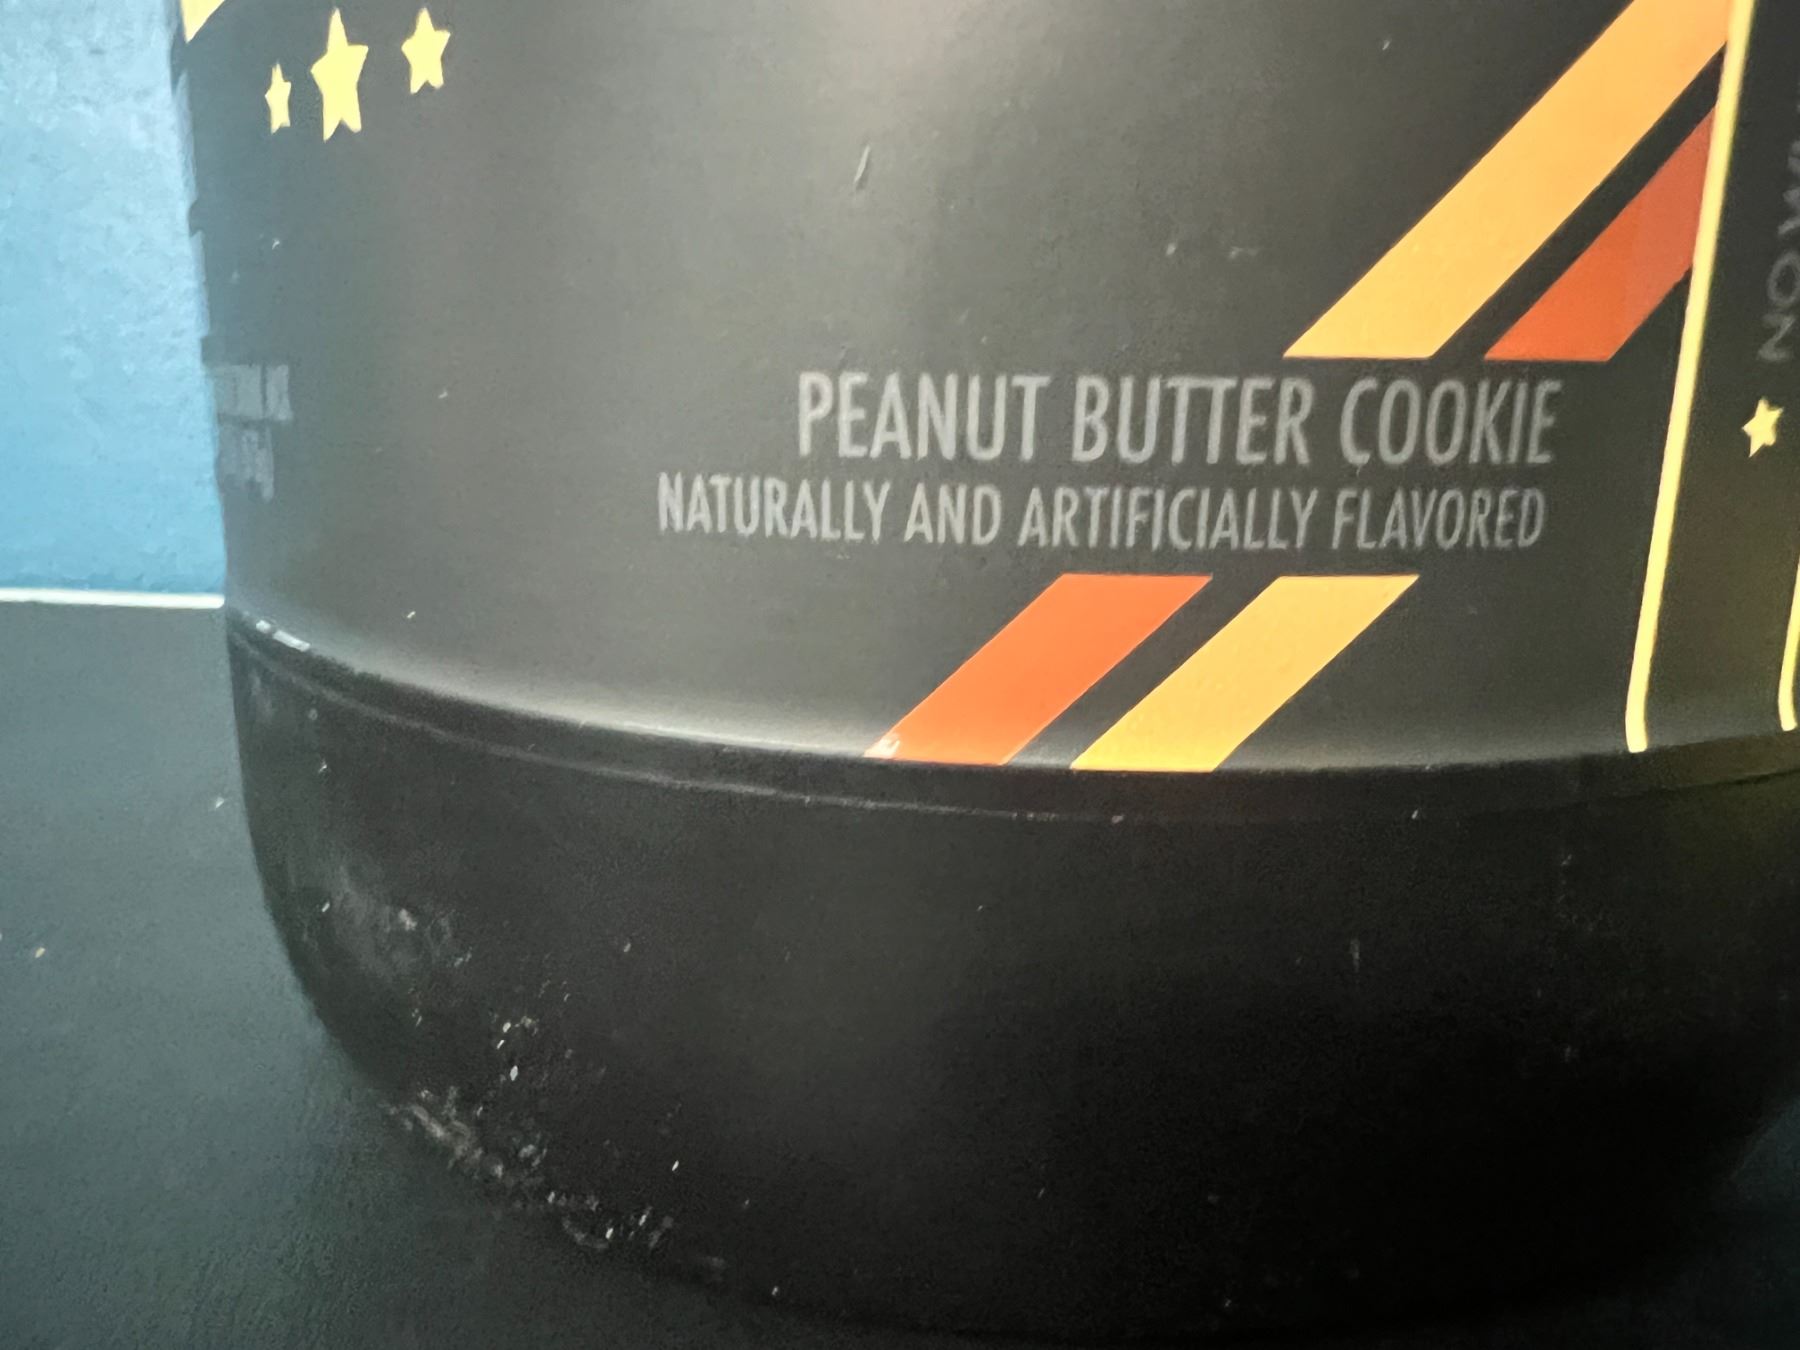 PEANUT BUTTER COOKIE
NATURALLY AND ARTIFICIALLY FLAVORED